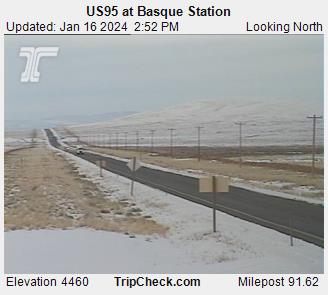 US95 at Basque Station
Updated: Jan 16 2024 2:52 PM Looking North
Elevation 4460 TripCheck.com Milepost 91.62